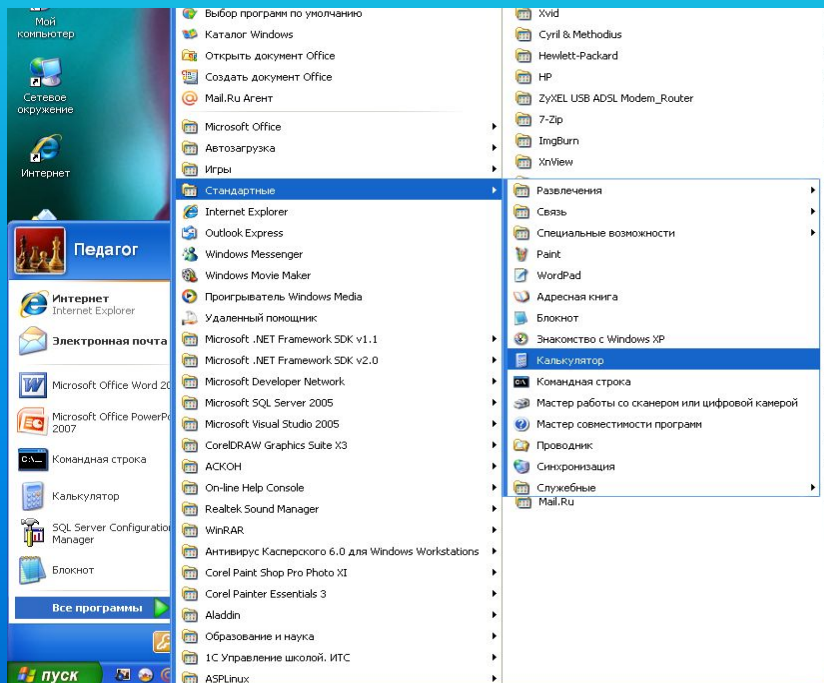 Мой
компьютер
Сетевое
окружение
Интернет
Педагог
Интернет
Internet Explorer
Электронная почта
Microsoft Office Word 20
Microsoft Office PowerPo
2007
Командная строка
Калькулятор
SQL Server Configuration
Manager
Блокнот
Все программы
пуск
Выбор программ по умолчанию
Каталог Windows
Открыть документ Office
Создать документ Office
Mail.Ru Агент
Microsoft Office
Автозагрузка
Игры
Стандартные
Internet Explorer
Outlook Express
Windows Messenger
Windows Movie Maker
Проигрыватель Windows Media
Удаленный помощник
Microsoft .NET Framework SDK v1.1
Microsoft .NET Framework SDK v2.0
Microsoft Developer Network
Microsoft SQL Server 2005
Microsoft Visual Studio 2005
CorelDRAW Graphics Suite X3
АСКОН
On-line Help Console
Realtek Sound Manager
WinRAR
Антивирус Касперского 6.0 для Windows Workstations
Corel Paint Shop Pro Photo XI
Corel Painter Essentials 3
Aladdin
Образование и наука
1С Управление школой. ИТС
ASPLinux
Xvid
Cyril & Methodius
Hewlett-Packard
HP
ZyXEL USB ADSL Modem_Router
7-Zip
ImgBurn
XnView
Развлечения
Связь
Специальные возможности
Paint
WordPad
Адресная книга
Блокнот
Знакомство с Windows XP
Калькулятор
Командная строка
Мастер работы со сканером или цифровой камерой
Мастер совместимости программ
Проводник
Синхронизация
Служебные
Mail.Ru